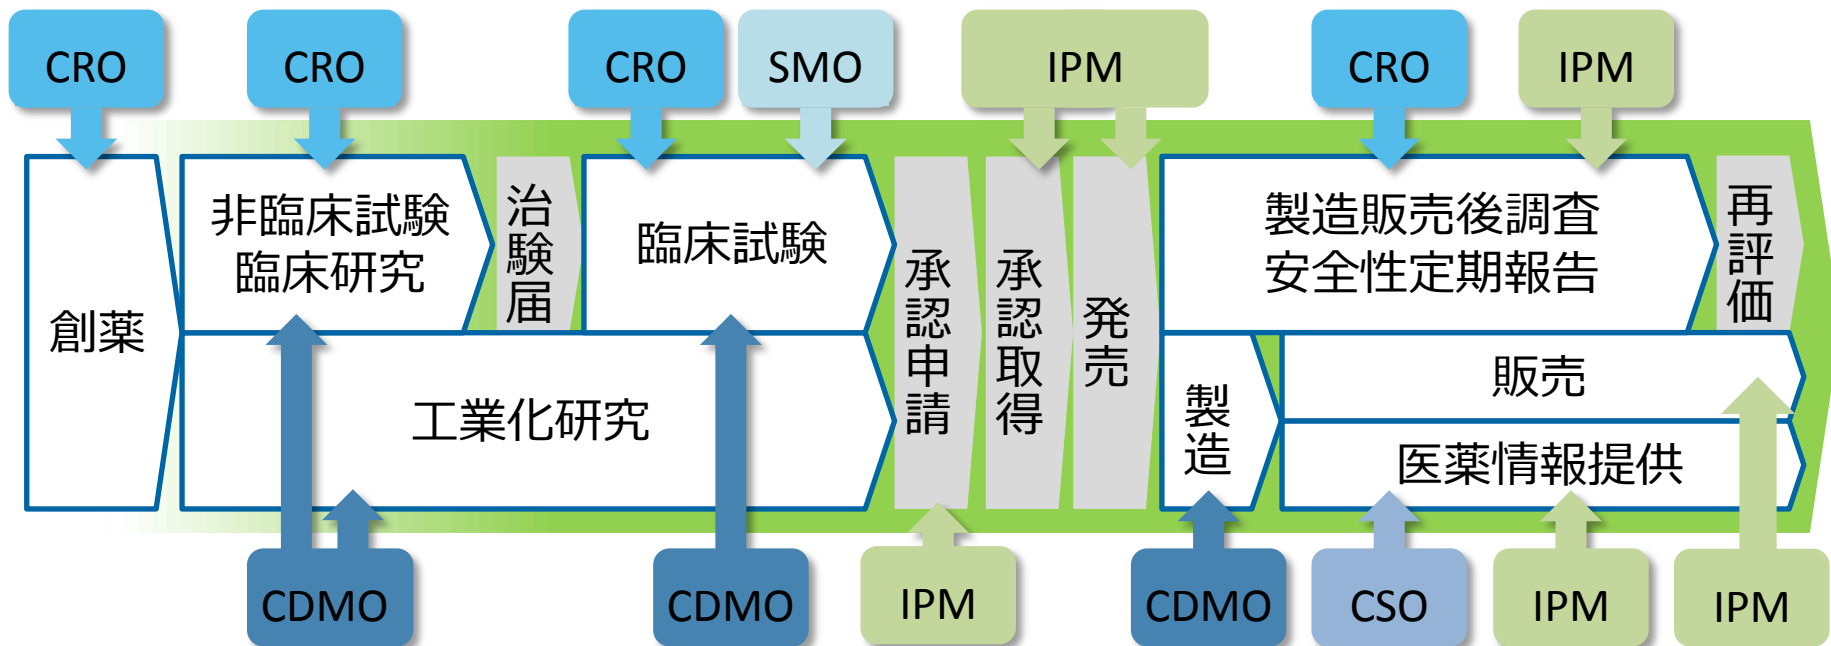 CRO
CRO
CRO
SMO
IPM
CRO
IPM
創薬
非臨床試験
臨床研究
治験届
臨床試験
工業化研究
承認申請
承認取得
発売
製造販売後調査
安全性定期報告
再評価
製造
販売
医薬情報提供
CDMO
CDMO
IPM
CDMO
CSO
IPM
IPM